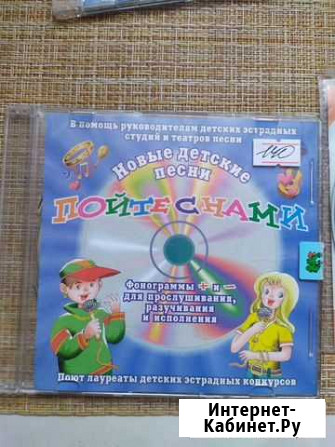 В помощь руководителям детских эстрадных
студий и театров песни
140
Новые детские
песни
ПОЙТЕ С НАМИ
Фонограммы + и -
для прослушивания,
разучивания
и исполнения
Поют лауреаты детских эстрадных конкурсов
Интернет-
Кабинет.Ру